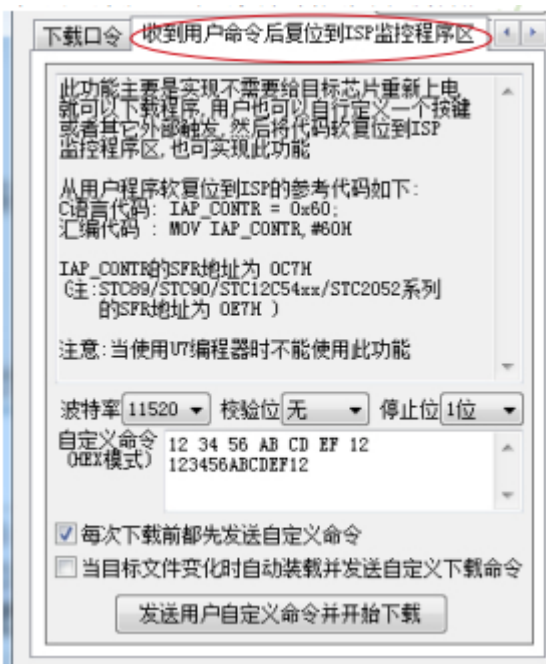 下载口令 收到用户命令后复位到ISP监控程序区
此功能主要是实现不需要给目标芯片重新上电
就可以下载程序,用户也可以自行定义一个按键
或者其它外部触发,然后将代码软复位到ISP
监控程序区,也可实现此功能
从用户程序软复位到ISP的参考代码如下:
C语言代码: IAP_CONTR = 0x60;
汇编代码 : MOV IAP_CONTR,#60H
IAP_CONTR的SFR地址为 0C7H
(注:STC89/STC90/STC12C54xx/STC2052系列
的SFR地址为 0E7H )
注意:当使用U7编程器时不能使用此功能
波特率 11520 校验位 无 停止位 1位
自定义命令 12 34 56 AB CD EF 12
(HEX模式) 123456ABCDEF12
每次下载前都先发送自定义命令
当目标文件变化时自动装载并发送自定义下载命令
发送用户自定义命令并开始下载